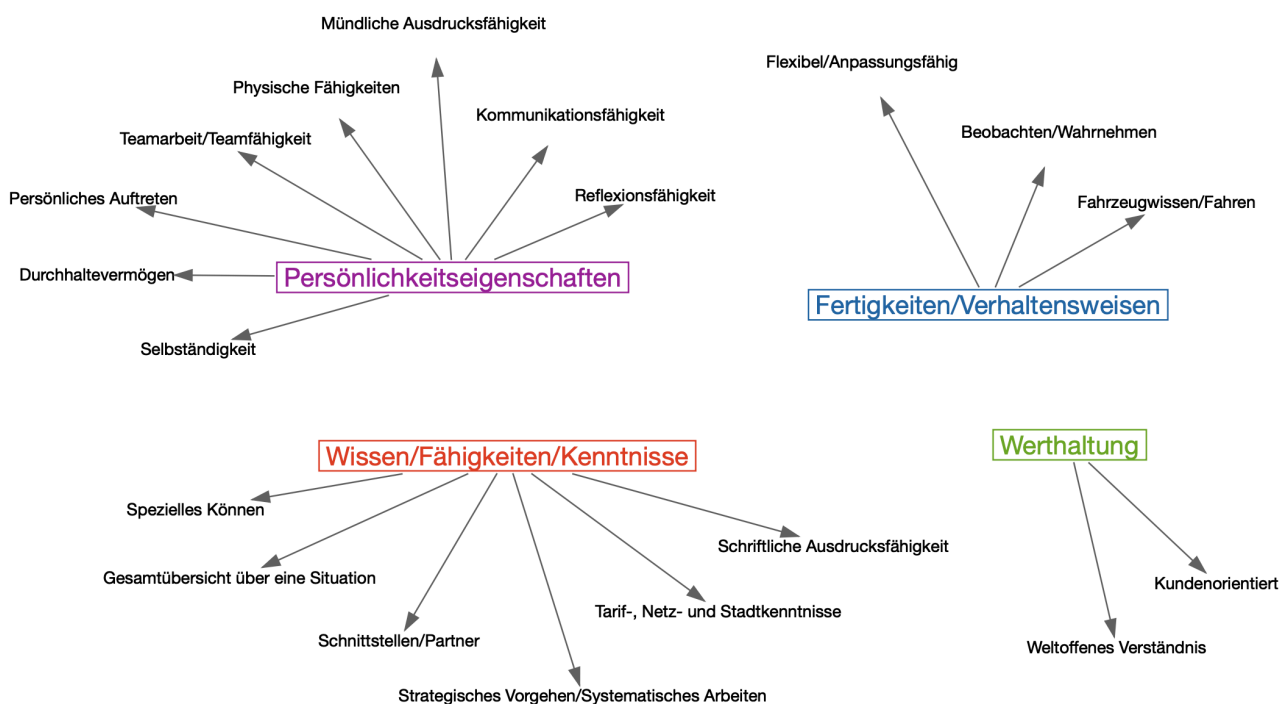 Mündliche Ausdrucksfähigkeit
Physische Fähigkeiten
Kommunikationsfähigkeit
Teamarbeit/Teamfähigkeit
Persönliches Auftreten
Reflexionsfähigkeit
Durchhaltevermögen
Persönlichkeitseigenschaften
Selbständigkeit
Flexibel/Anpassungsfähig
Beobachten/Wahrnehmen
Fahrzeugwissen/Fahren
Fertigkeiten/Verhaltensweisen
Wissen/Fähigkeiten/Kenntnisse
Spezielles Können
Schriftliche Ausdrucksfähigkeit
Gesamtübersicht über eine Situation
Tarif-, Netz- und Stadtkenntnisse
Schnittstellen/Partner
Strategisches Vorgehen/Systematisches Arbeiten
Werthaltung
Kundenorientiert
Weltoffenes Verständnis